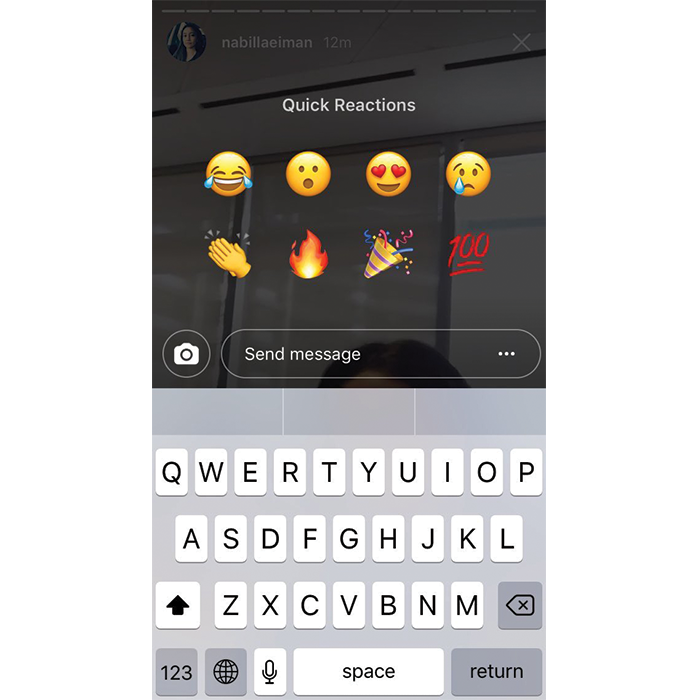 nabillaeiman 12m
Quick Reactions
💯
Send message
Q W E R T Y U I O P
A S D F G H J K L
Z X C V B N M
123 space return